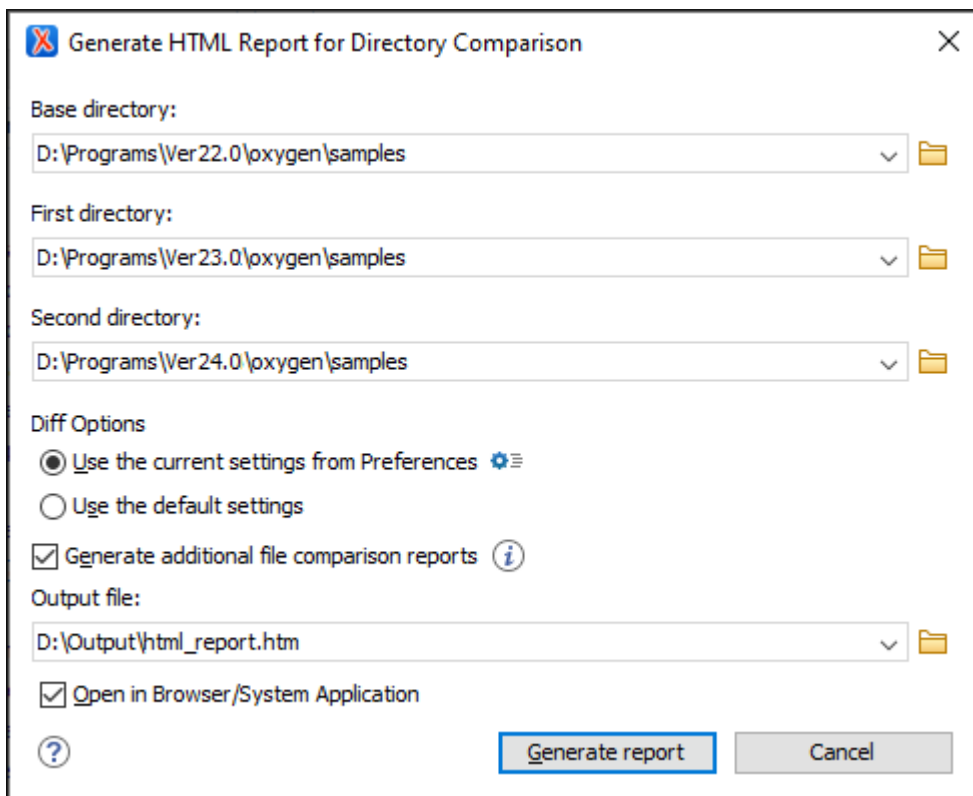 Generate HTML Report for Directory Comparison
Base directory:
D:\Programs\Ver22.0\oxygen\samples
First directory:
D:\Programs\Ver23.0\oxygen\samples
Second directory:
D:\Programs\Ver24.0\oxygen\samples
Diff Options
Use the current settings from Preferences
Use the default settings
Generate additional file comparison reports
Output file:
D:\Output\html_report.htm
Open in Browser/System Application
Generate report Cancel